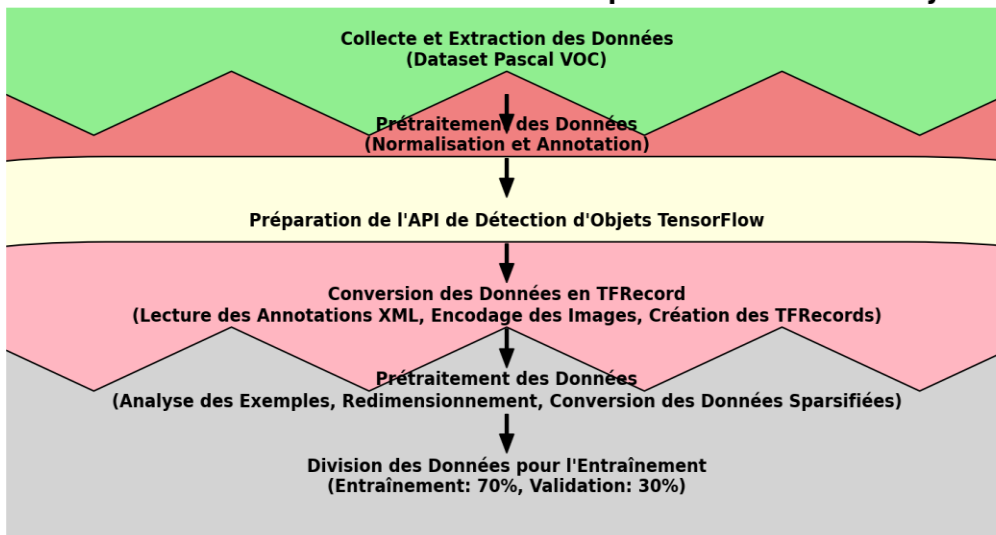 Collecte et Extraction des Données
(Dataset Pascal VOC)
Prétraitement des Données
(Normalisation et Annotation)
Préparation de l'API de Détection d'Objets TensorFlow
Conversion des Données en TFRecord
(Lecture des Annotations XML, Encodage des Images, Création des TFRecords)
Prétraitement des Données
(Analyse des Exemples, Redimensionnement, Conversion des Données Sparsifiées)
Division des Données pour l'Entraînement
(Entraînement: 70%, Validation: 30%)